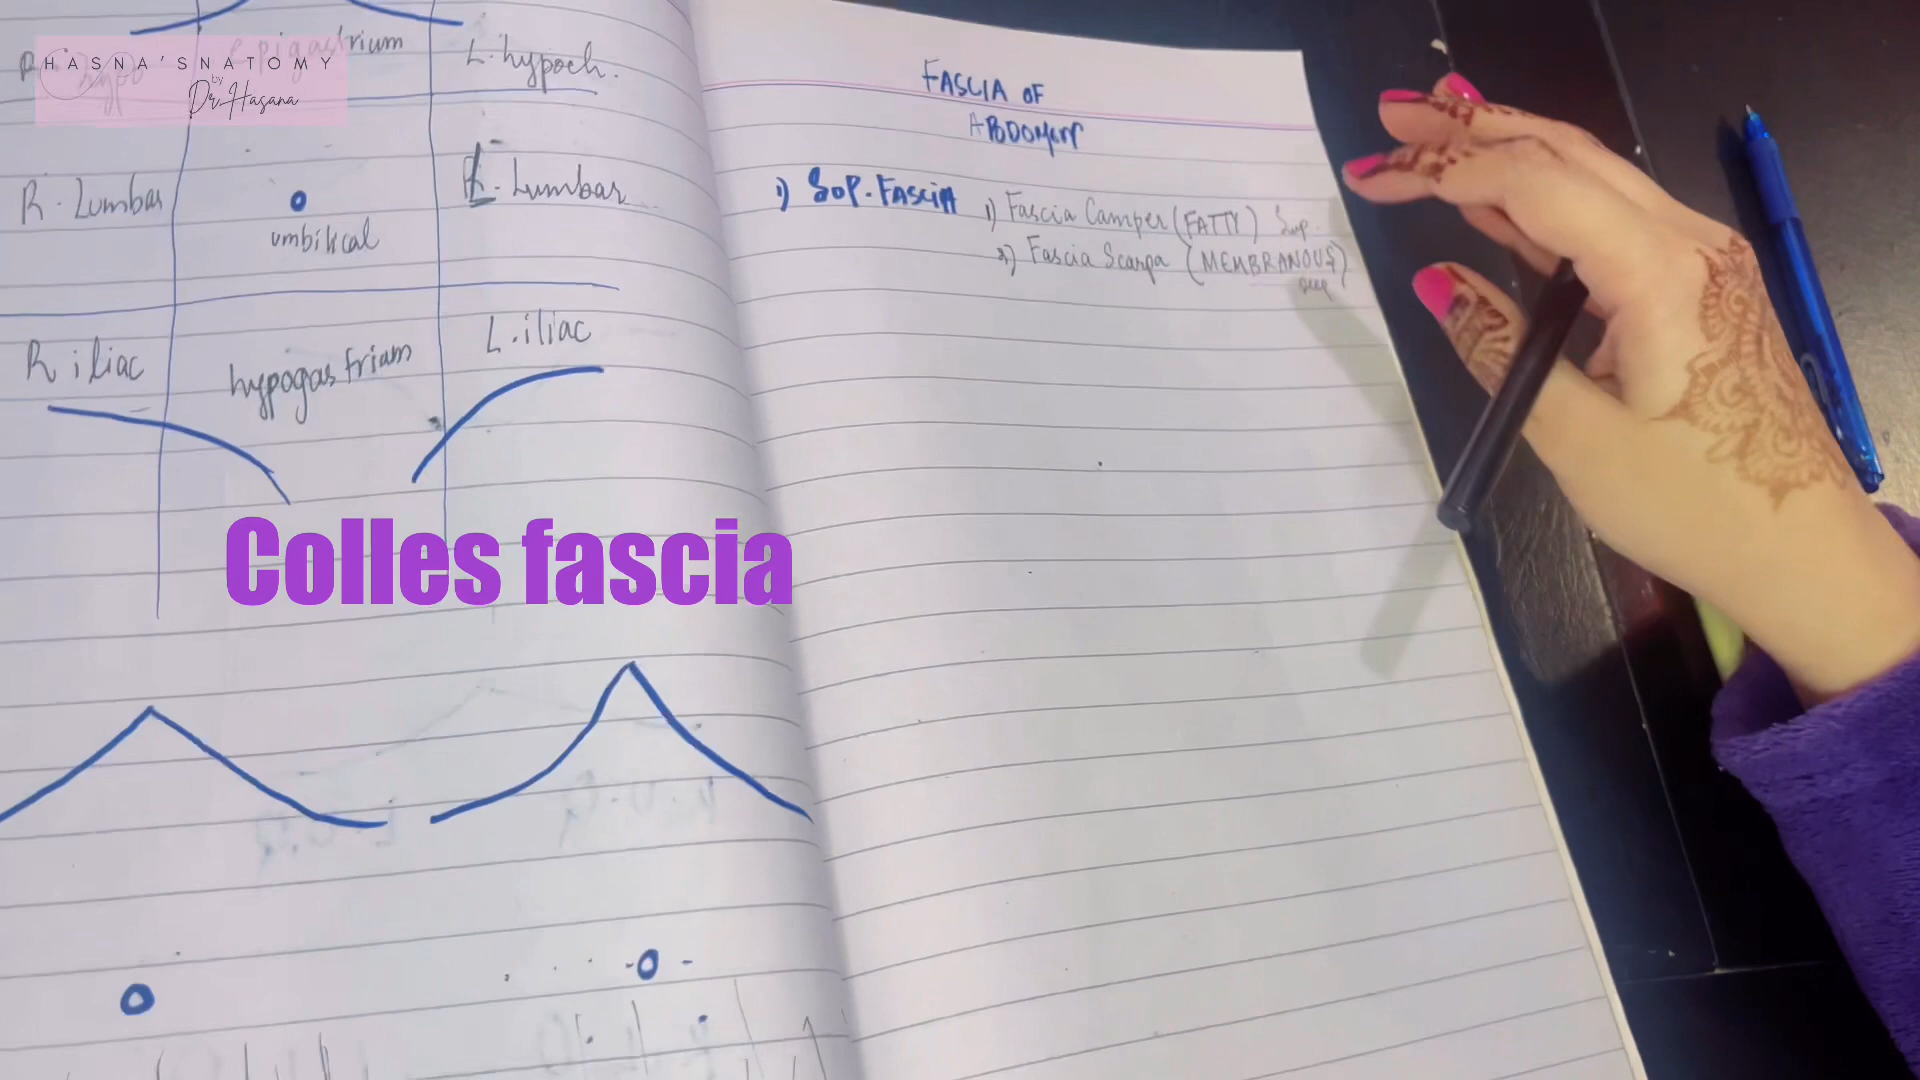 HASNA'SNATOMY
by
Dr.Hasana
epigastrium
L. hypoch.
R. Lumbar
umbilical
L. Lumbar
R iliac
hypogastrium
L. iliac
Colles fascia
FASCIA OF
ABDOMEN
1) SUP. FASCIA
1) Fascia Camper (FATTY) Sup.
2) Fascia Scarpa (MEMBRANOUS)
deep